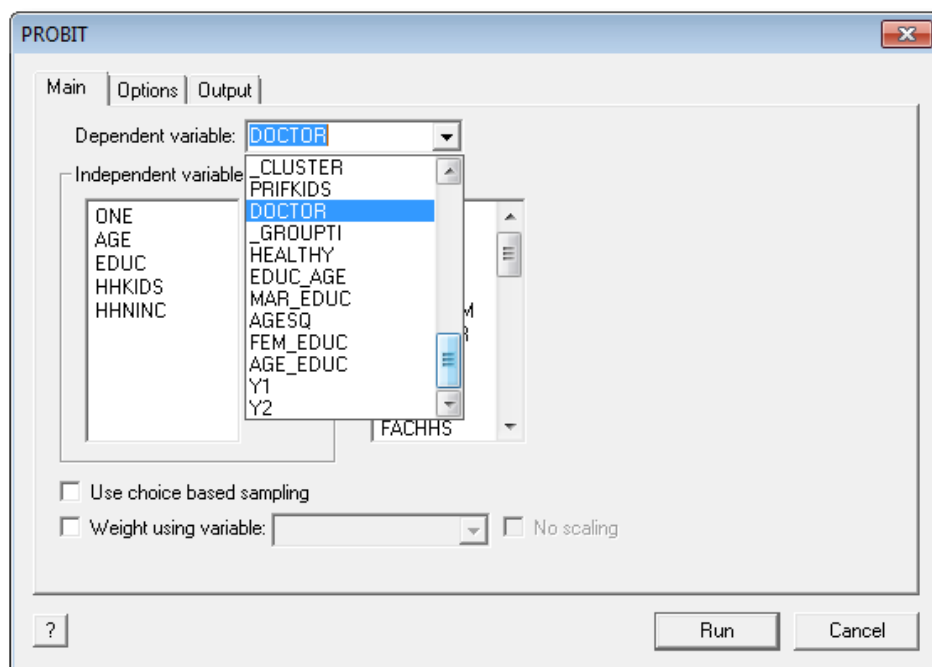 PROBIT
Main Options Output
Dependent variable: DOCTOR
Independent variable
ONE
AGE
EDUC
HHKIDS
HHNINC
_CLUSTER
PRIFKIDS
DOCTOR
_GROUPTI
HEALTHY
EDUC_AGE
MAR_EDUC
AGESQ
FEM_EDUC
AGE_EDUC
Y1
Y2
FACHHS
Use choice based sampling
Weight using variable: No scaling
? Run Cancel